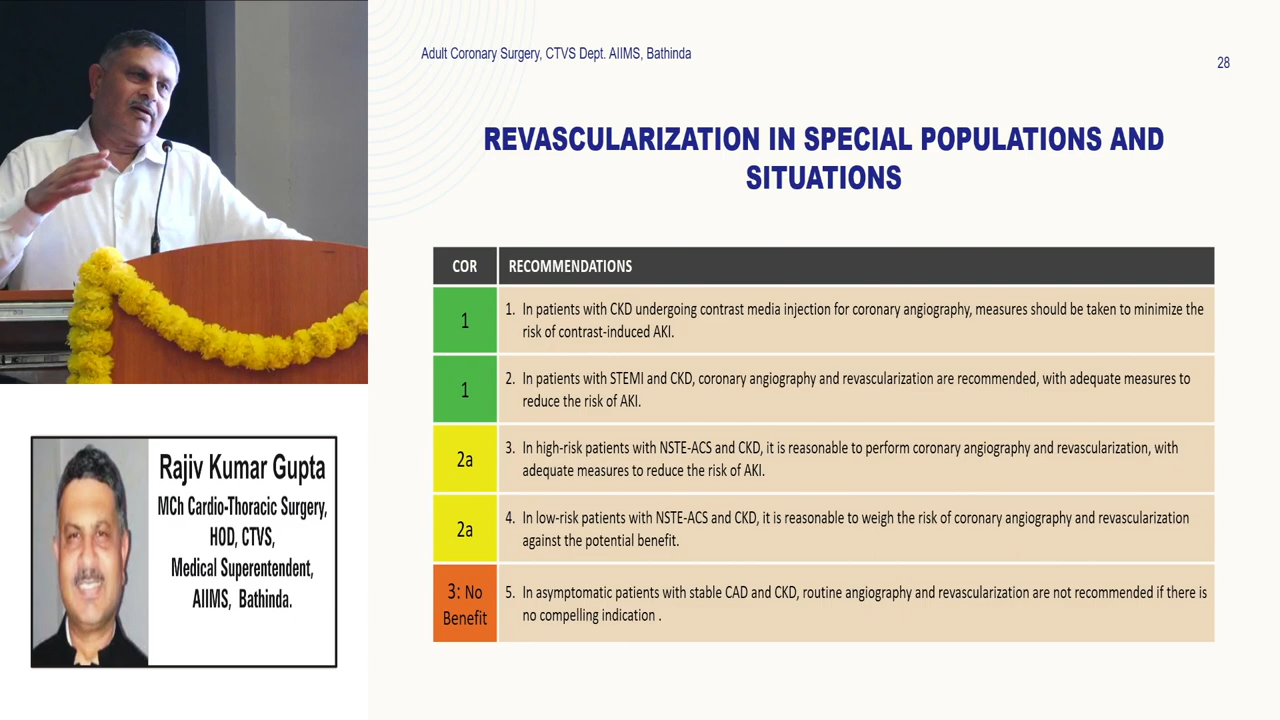 Adult Coronary Surgery, CTVS Dept. AIIMS, Bathinda
28
REVASCULARIZATION IN SPECIAL POPULATIONS AND
SITUATIONS
COR RECOMMENDATIONS
1 1. In patients with CKD undergoing contrast media injection for coronary angiography, measures should be taken to minimize the
risk of contrast-induced AKI.
1 2. In patients with STEMI and CKD, coronary angiography and revascularization are recommended, with adequate measures to
reduce the risk of AKI.
2a 3. In high-risk patients with NSTE-ACS and CKD, it is reasonable to perform coronary angiography and revascularization, with
adequate measures to reduce the risk of AKI.
2a 4. In low-risk patients with NSTE-ACS and CKD, it is reasonable to weigh the risk of coronary angiography and revascularization
against the potential benefit.
3: No
Benefit
5. In asymptomatic patients with stable CAD and CKD, routine angiography and revascularization are not recommended if there is
no compelling indication .
Rajiv Kumar Gupta
MCh Cardio-Thoracic Surgery,
HOD, CTVS,
Medical Superentendent,
AIIMS, Bathinda.